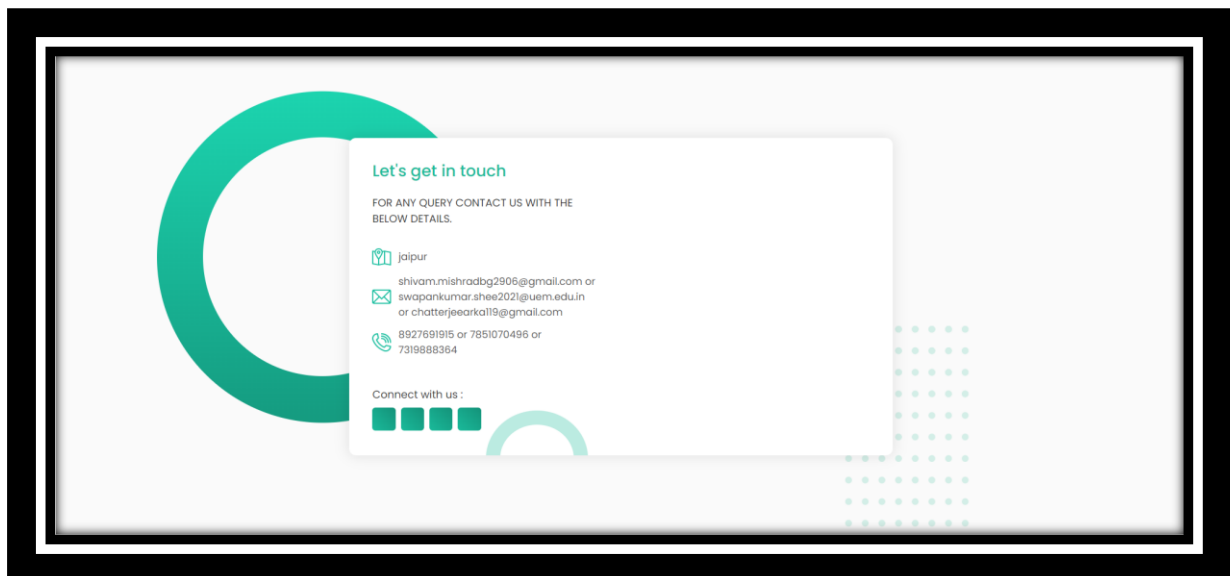 Let's get in touch
FOR ANY QUERY CONTACT US WITH THE
BELOW DETAILS.
jaipur
shivam.mishradbg2906@gmail.com or
swapankumar.shee2021@uem.edu.in
or chatterjeearka119@gmail.com
8927691915 or 7851070496 or
7319888364
Connect with us :